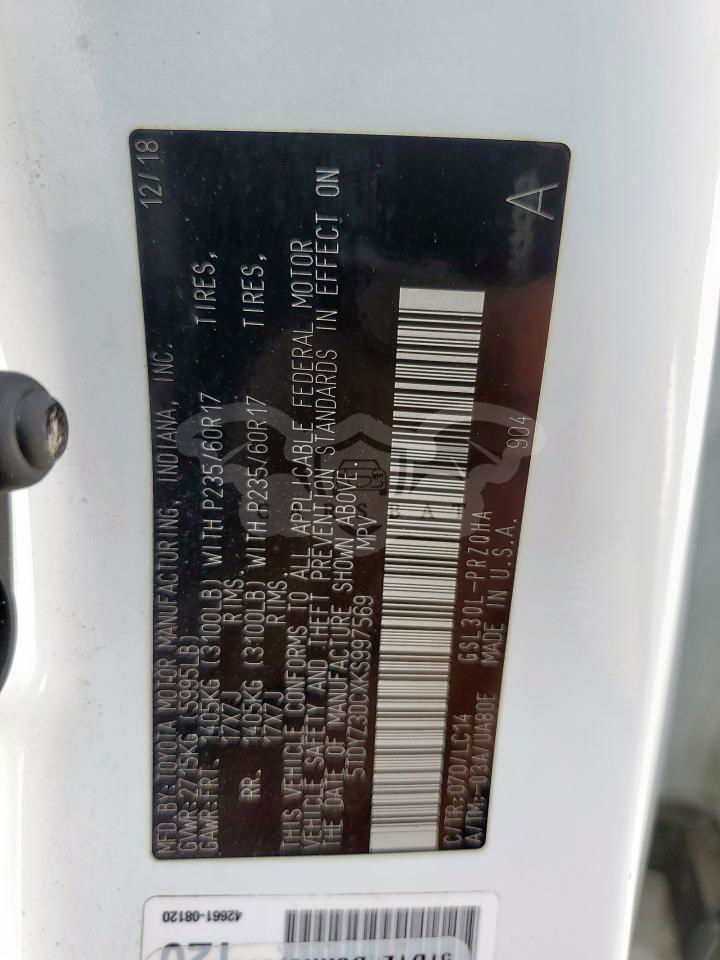 MFD.BY:TOYOTA MOTOR MANUFACTURING, INDIANA, INC. 12/18
GVWR:2715KG (5995LB)
GAWR:FRT. 1405KG (3100LB) WITH P235/60R17 TIRES,
17X7J RIMS,
RR. 1405KG (3100LB) WITH P235/60R17 TIRES,
17X7J RIMS,
THIS VEHICLE CONFORMS TO ALL APPLICABLE FEDERAL MOTOR
VEHICLE SAFETY AND THEFT PREVENTION STANDARDS IN EFFECT ON
THE DATE OF MANUFACTURE SHOWN ABOVE.
5TDYZ3DCXKS997569 MPV
C/TR:070/LC14 GSL30L-PRZQHA 904
A/TM:-03A/UA80E MADE IN U.S.A. A
42661-08120